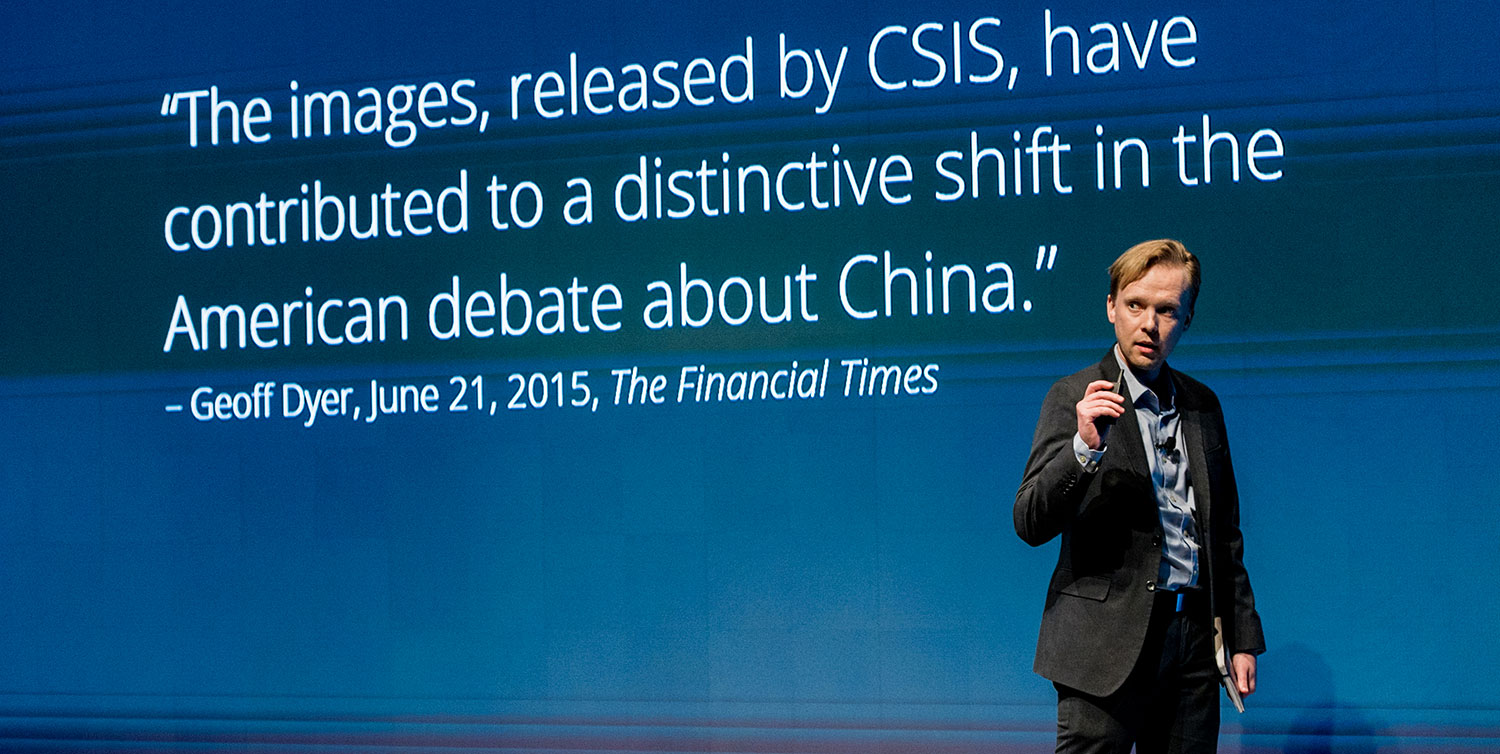 “The images, released by CSIS, have
contributed to a distinctive shift in the
American debate about China.”
– Geoff Dyer, June 21, 2015, The Financial Times